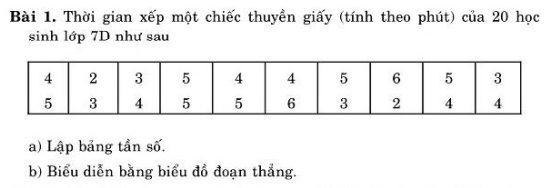 Bài 1. Thời gian xếp một chiếc thuyền giấy (tính theo phút) của 20 học
sinh lớp 7D như sau
4 2 3 5 4 4 5 6 5 3
5 3 4 5 5 6 3 2 4 4
a) Lập bảng tần số.
b) Biểu diễn bằng biểu đồ đoạn thẳng.